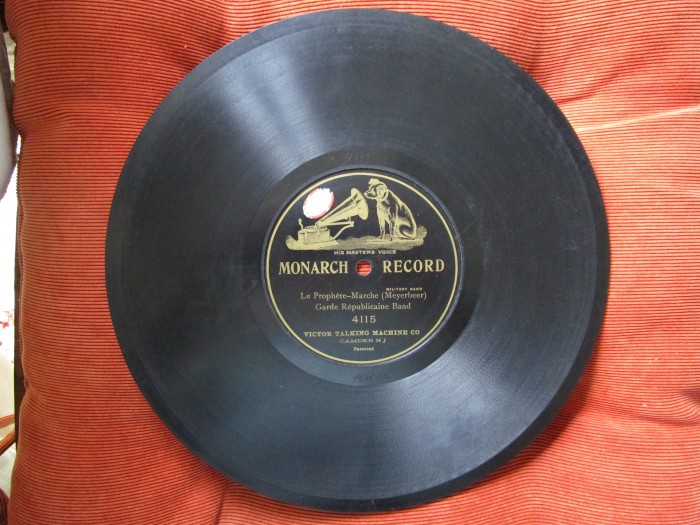 HIS MASTERS VOICE
MONARCH RECORD
MILITARY BAND
Le Prophète-Marche (Meyerbeer)
Garde Républicaine Band
4115
VICTOR TALKING MACHINE CO
CAMDEN N J
Patented